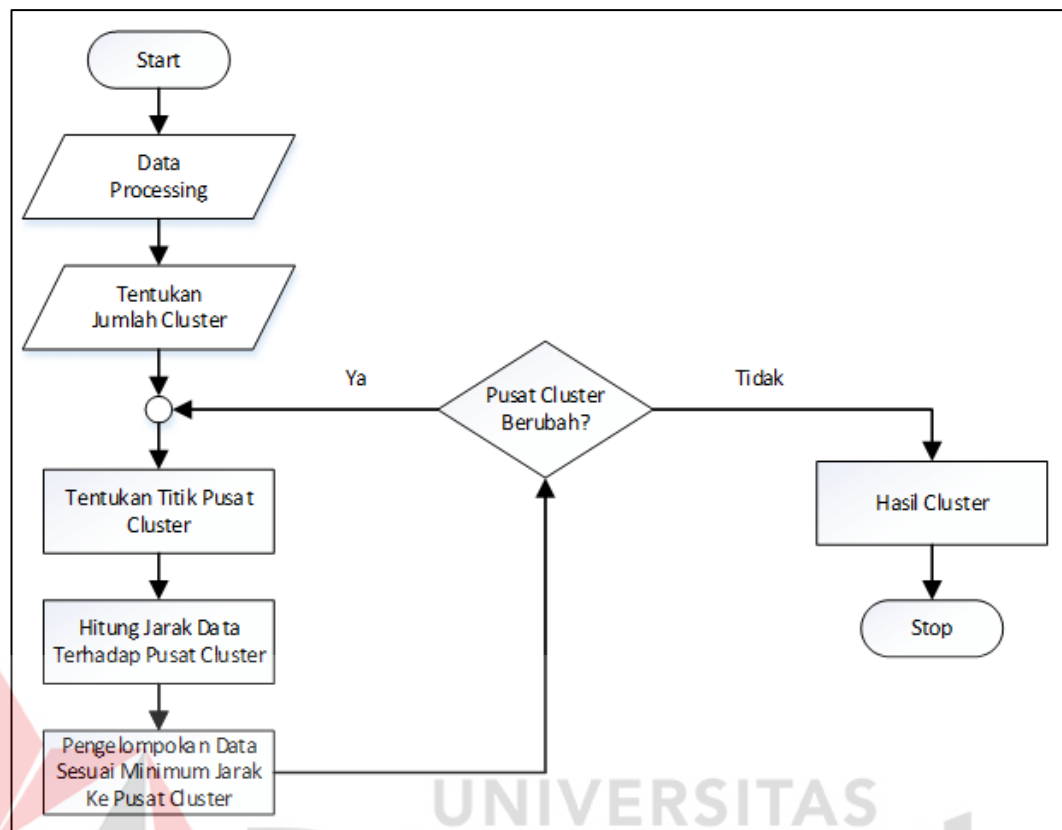 Start
Data
Processing
Tentukan
Jumlah Cluster
Ya
Pusat Cluster
Berubah?
Tidak
Tentukan Titik Pusat
Cluster
Hasil Cluster
Hitung Jarak Data
Terhadap Pusat Cluster
Stop
Pengelompokan Data
Sesuai Minimum Jarak
Ke Pusat Cluster
UNIVERSITAS